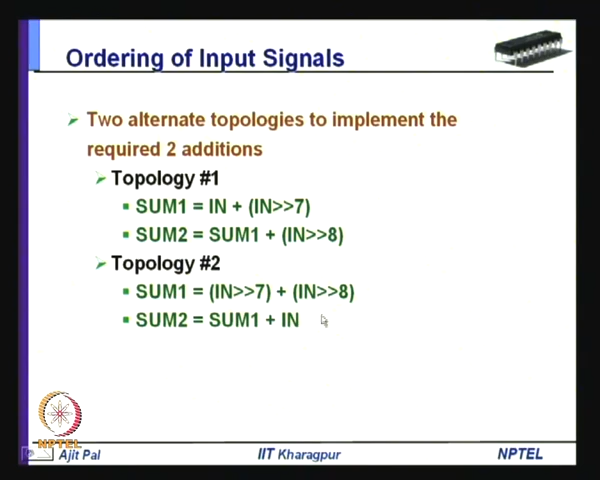 Ordering of Input Signals
Two alternate topologies to implement the
required 2 additions
Topology #1
SUM1 = IN + (IN>>7)
SUM2 = SUM1 + (IN>>8)
Topology #2
SUM1 = (IN>>7) + (IN>>8)
SUM2 = SUM1 + IN
NPTEL
Ajit Pal
IIT Kharagpur
NPTEL